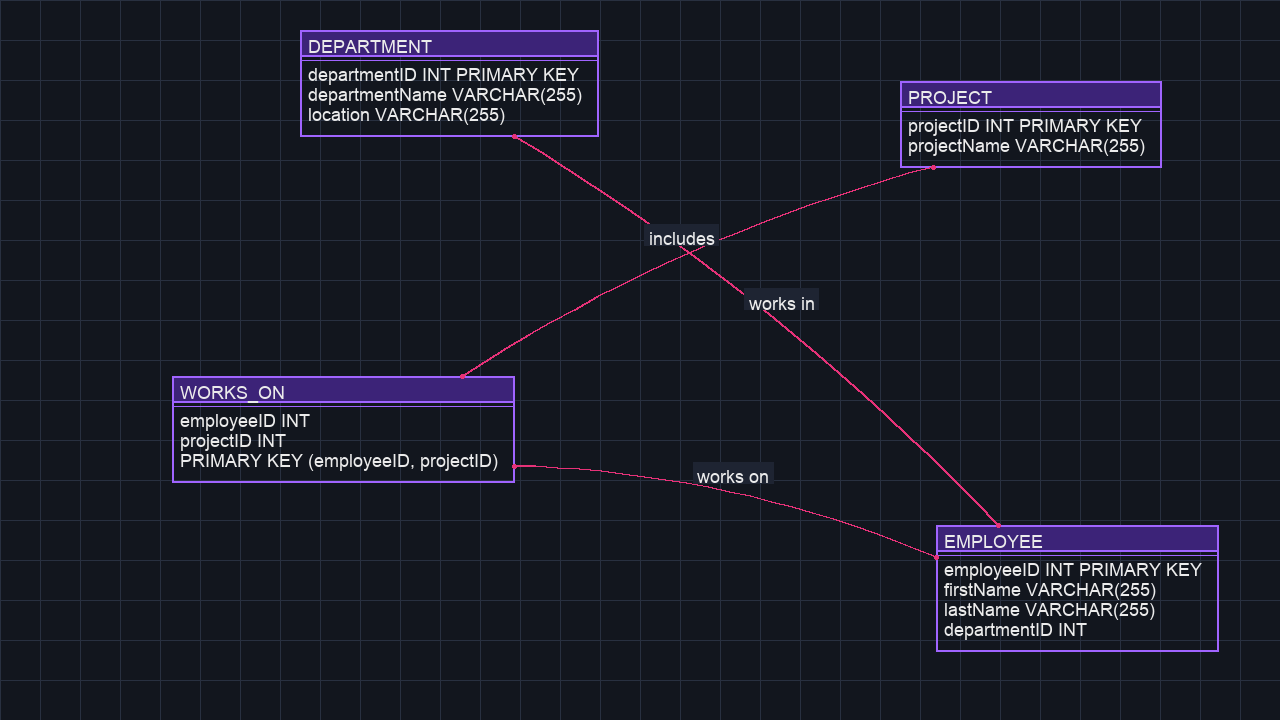 DEPARTMENT
departmentID INT PRIMARY KEY
departmentName VARCHAR(255)
location VARCHAR(255)
PROJECT
projectID INT PRIMARY KEY
projectName VARCHAR(255)
includes
works in
WORKS_ON
employeeID INT
projectID INT
PRIMARY KEY (employeeID, projectID)
works on
EMPLOYEE
employeeID INT PRIMARY KEY
firstName VARCHAR(255)
lastName VARCHAR(255)
departmentID INT